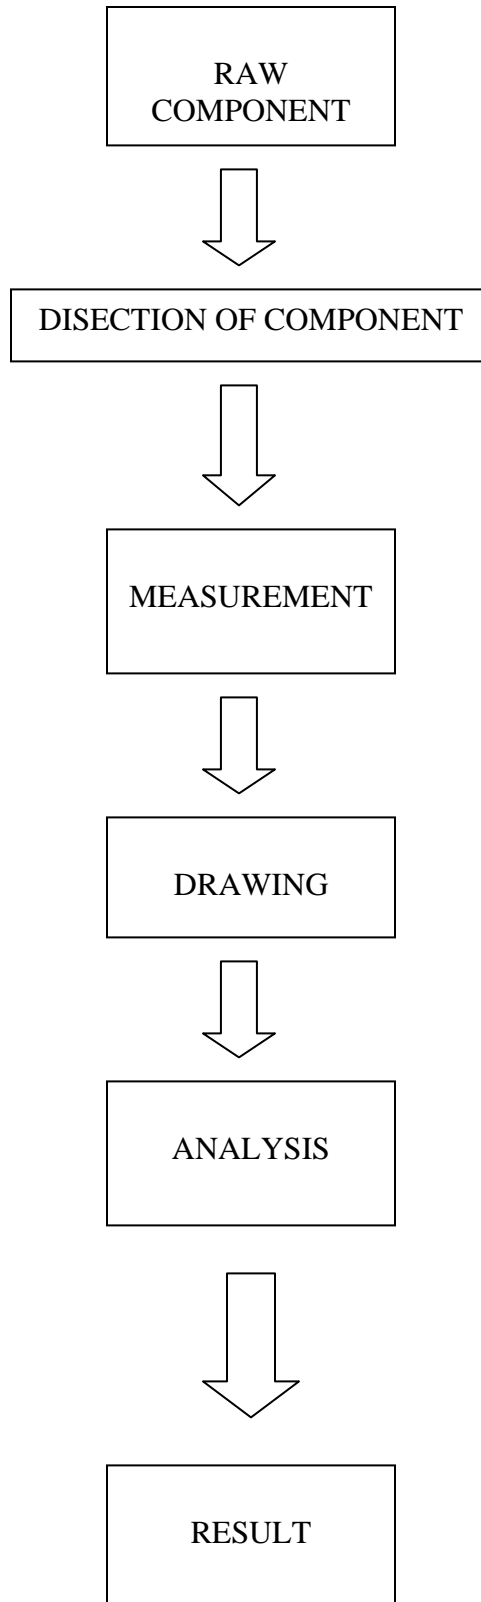 RAW
COMPONENT
DISECTION OF COMPONENT
MEASUREMENT
DRAWING
ANALYSIS
RESULT